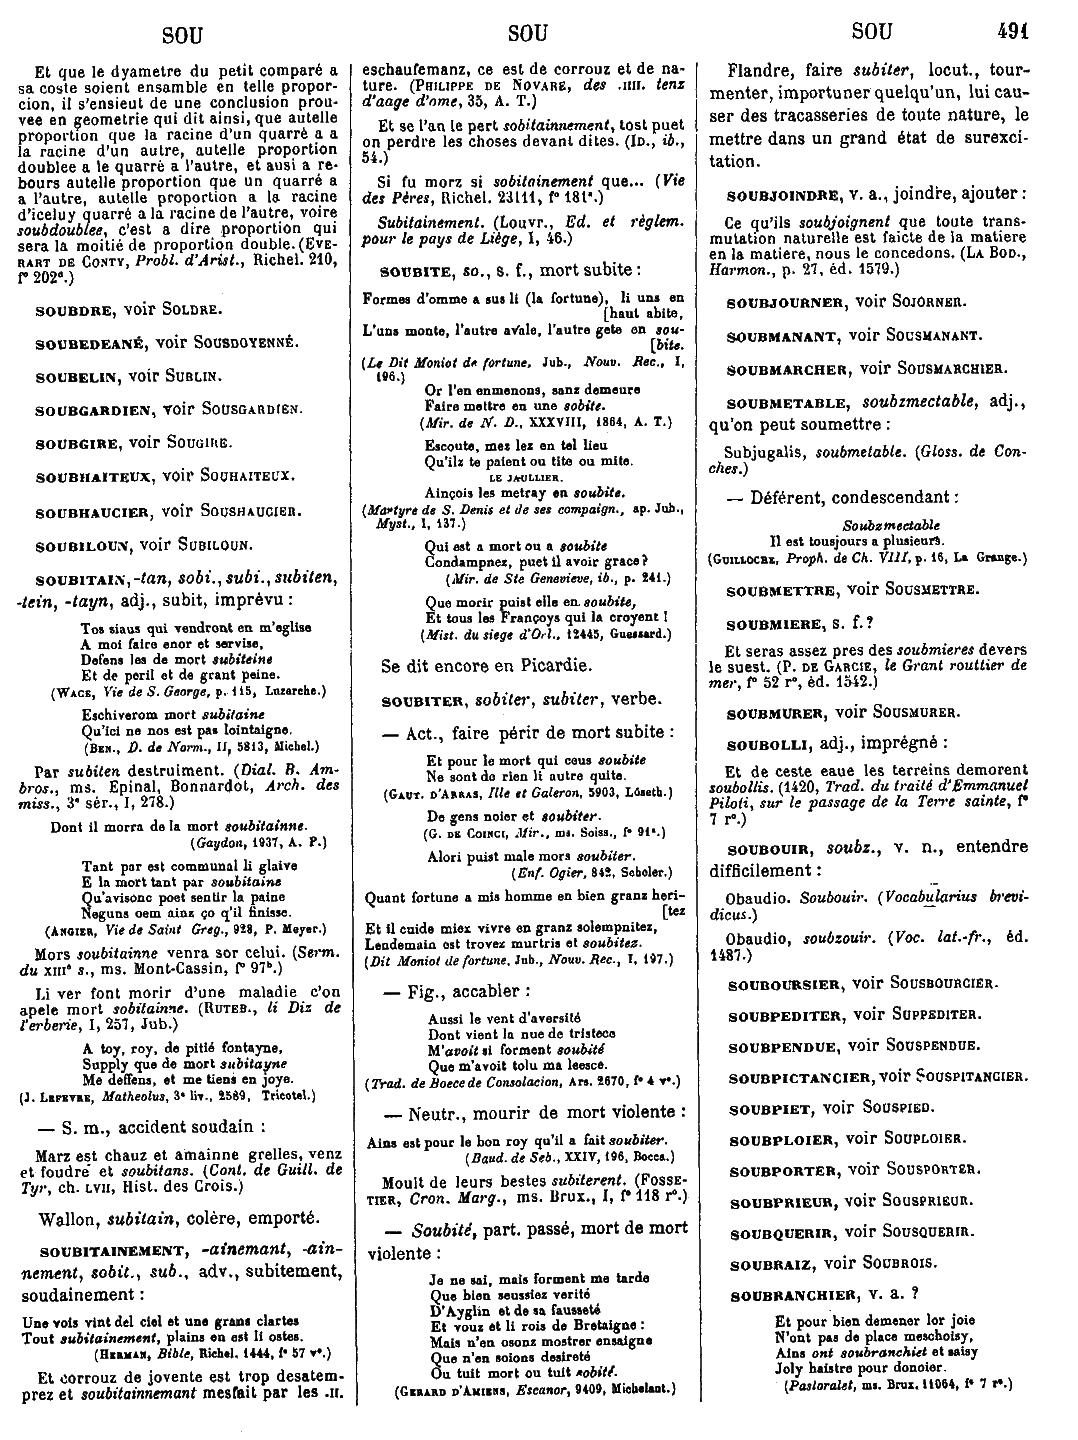 SOU
SOU
SOU 491
Et que le dyametre du petit comparé a
sa coste soient ensamble en telle propor-
cion, il s'ensieut de une conclusion prou-
vee en geometrie qui dit ainsi, que autelle
proportion que la racine d'un quarré a a
la racine d'un autre, autelle proportion
doublee a le quarré a l'autre, et ausi a re-
bours autelle proportion que un quarré a
a l'autre, autelle proportion a la racine
d'iceluy quarré a la racine de l'autre, voire
soubdoublee, c'est a dire proportion qui
sera la moitié de proportion double. (EVE-
RART DE CONTY, Probl. d'Arist., Richel. 210,
f° 202ᵃ.)
SOUBDRE, voir SOLDRE.
SOUBEDEANÉ, voir SOUSDOYENNÉ.
SOUBELIN, voir SUBLIN.
SOUBGARDIEN, voir SOUSGARDIEN.
SOUBGIRE, voir SOUGIRE.
SOUBHAITEUX, voir SOUHAITEUX.
SOUBHAUCIER, voir SOUSHAUCIER.
SOUBILOUN, voir SUBILOUN.
SOUBITAIN, -tan, sobi., subi., subiten,
-tein, -tayn, adj., subit, imprévu :
Tos siaus qui vendront en m'eglise
A moi faire enor et servise,
Defens les de mort subiteine
Et de peril et de grant peine.
(WACE, Vie de S. George, p. 115, Luzarche.)
Eschiverom mort subitaine
Qu'ici ne nos est pas lointaigne.
(BEN., D. de Norm., II, 5813, Michel.)
Par subiten destruiment. (Dial. B. Am-
bros., ms. Epinal, Bonnardot, Arch. des
miss., 3ᵉ sér., I, 278.)
Dont il morra de la mort soubitainne.
(Gaydon, 1937, A. P.)
Tant par est communal li glaive
E la mort tant par soubitaine
Qu'avisonc poet sentir la paine
Neguns oem ainz ço q'il finisse.
(ANGIER, Vie de Saint Greg., 928, P. Meyer.)
Mors soubitainne venra sor celui. (Serm.
du XIIIᵉ s., ms. Mont-Cassin, f° 97ᵇ.)
Li ver font morir d'une maladie c'on
apele mort sobitainne. (RUTEB., li Diz de
l'erberie, I, 257, Jub.)
A toy, roy, de pitié fontayne,
Supply que de mort subitayne
Me deffens, et me tiens en joye.
(J. LEFEVRE, Matheolus, 3ᵉ liv., 2589, Tricotel.)
— S. m., accident soudain :
Marz est chauz et amainne grelles, venz
et foudre et soubitans. (Cont. de Guill. de
Tyr, ch. LVII, Hist. des Crois.)
Wallon, subitain, colère, emporté.
SOUBITAINEMENT, -ainemant, -ain-
nement, sobit., sub., adv., subitement,
soudainement :
Une vois vint del ciel et une grans clartes
Tout subitainement, plains en est li ostes.
(HERMAN, Bible, Richel. 1444, f° 57 v°.)
Et corrouz de jovente est trop desatem-
prez et soubitainnemant mesfait par les .II.
eschaufemanz, ce est de corrouz et de na-
ture. (PHILIPPE DE NOVARE, des .IIII. tenz
d'aage d'ome, 35, A. T.)
Et se l'an le pert sobitainnement, tost puet
on perdre les choses devant dites. (ID., ib.,
54.)
Si fu morz si sobitainement que... (Vie
des Péres, Richel. 23111, f° 181ᵃ.)
Subitainement. (Louvr., Ed. et règlem.
pour le pays de Liège, I, 46.)
SOUBITE, so., s. f., mort subite :
Formes d'omme a sus li (la fortune), li uns en
[haut abite,
L'uns monte, l'autre avale, l'autre gete en sou-
[bite.
(Le Dit Moniot de fortune, Jub., Nouv. Rec., I,
196.)
Or l'en enmenons, sanz demeure
Faire mettre en une sobite.
(Mir. de N. D., XXXVIII, 1864, A. T.)
Escoute, mez lez en tel lieu
Qu'ilz te paient ou tite ou mite.
LE JAULLIER.
Ainçois les metray en soubite.
(Martyre de S. Denis et de ses compaign., ap. Jub.,
Myst., I, 137.)
Qui est a mort ou a soubite
Condampnez, puet il avoir grace?
(Mir. de Ste Genevieve, ib., p. 241.)
Que morir puist elle en soubite,
Et tous les Françoys qui la croyent !
(Mist. du siege d'Orl., 12445, Guessard.)
Se dit encore en Picardie.
SOUBITER, sobiter, subiter, verbe.
— Act., faire périr de mort subite :
Et pour le mort qui ceus soubite
Ne sont do rien li autre quite.
(GAUT. D'ARRAS, Ille et Galeron, 5903, Löseth.)
De gens noier et soubiter.
(G. DE COINCI, Mir., ms. Soiss., f° 91ᵃ.)
Alori puist male mors soubiter.
(Enf. Ogier, 842, Scheler.)
Quant fortune a mis homme en bien granz heri-
[tez
Et il cuide miex vivre en granz solempnitez,
Lendemain est trovez murtris et soubitez.
(Dit Moniot de fortune, Jub., Nouv. Rec., I, 197.)
— Fig., accabler :
Aussi le vent d'aversité
Dont vient la nue de tristece
M'avoit si forment soubité
Que m'avoit tolu ma leesce.
(Trad. de Boece de Consolacion, Ars. 2670, f° 4 v°.)
— Neutr., mourir de mort violente :
Ains est pour le bon roy qu'il a fait soubiter.
(Baud. de Seb., XXIV, 196, Bocca.)
Moult de leurs bestes subiterent. (FOSSE-
TIER, Cron. Marg., ms. Brux., I, f° 118 r°.)
— Soubité, part. passé, mort de mort
violente :
Je ne sai, mais forment me tarde
Que bien seussiez verité
D'Ayglin et de sa fausseté
Et vouz et li rois de Bretaigne :
Mais n'en osonz mostrer ensaigne
Que n'en soions desireté
Ou tuit mort ou tuit sobité.
(GERARD D'AMIENS, Escanor, 9409, Michelant.)
Flandre, faire subiter, locut., tour-
menter, importuner quelqu'un, lui cau-
ser des tracasseries de toute nature, le
mettre dans un grand état de surexci-
tation.
SOUBJOINDRE, v. a., joindre, ajouter :
Ce qu'ils soubjoignent que toute trans-
mutation naturelle est faicte de la matiere
en la matiere, nous le concedons. (LA BOD.,
Harmon., p. 27, éd. 1579.)
SOUBJOURNER, voir SOJORNER.
SOUBMANANT, voir SOUSMANANT.
SOUBMARCHER, voir SOUSMARCHIER.
SOUBMETABLE, soubzmectable, adj.,
qu'on peut soumettre :
Subjugalis, soubmetable. (Gloss. de Con-
ches.)
— Déférent, condescendant :
Soubzmectable
Il est tousjours a plusieurs.
(GUILLOCHE, Proph. de Ch. VIII, p. 16, La Grange.)
SOUBMETTRE, voir SOUSMETTRE.
SOUBMIERE, s. f.?
Et seras assez pres des soubmieres devers
le suest. (P. DE GARCIE, le Grant routtier de
mer, f° 52 r°, éd. 1542.)
SOUBMURER, voir SOUSMURER.
SOUBOLLI, adj., imprégné :
Et de ceste eaue les terreins demorent
soubollis. (1420, Trad. du traité d'Emmanuel
Piloti, sur le passage de la Terre sainte, f°
7 r°.)
SOUBOUIR, soubz., v. n., entendre
difficilement :
Obaudio. Soubouir. (Vocabularius brevi-
dicus.)
Obaudio, soubzouir. (Voc. lat.-fr., éd.
1487.)
SOUBOURSIER, voir SOUSBOURCIER.
SOUBPEDITER, voir SUPPEDITER.
SOUBPENDUE, voir SOUSPENDUE.
SOUBPICTANCIER, voir SOUSPITANCIER.
SOUBPIET, voir SOUSPIED.
SOUBPLOIER, voir SOUPLOIER.
SOUBPORTER, voir SOUSPORTER.
SOUBPRIEUR, voir SOUSPRIEUR.
SOUBQUERIR, voir SOUSQUERIR.
SOUBRAIZ, voir SOUBROIS.
SOUBRANCHIER, v. a. ?
Et pour bien demener lor joie
N'ont pas de place meschoisy,
Ains ont soubranchiet et saisy
Joly haistre pour donoier.
(Pastoralet, ms. Brux. 11064, f° 7 r°.)